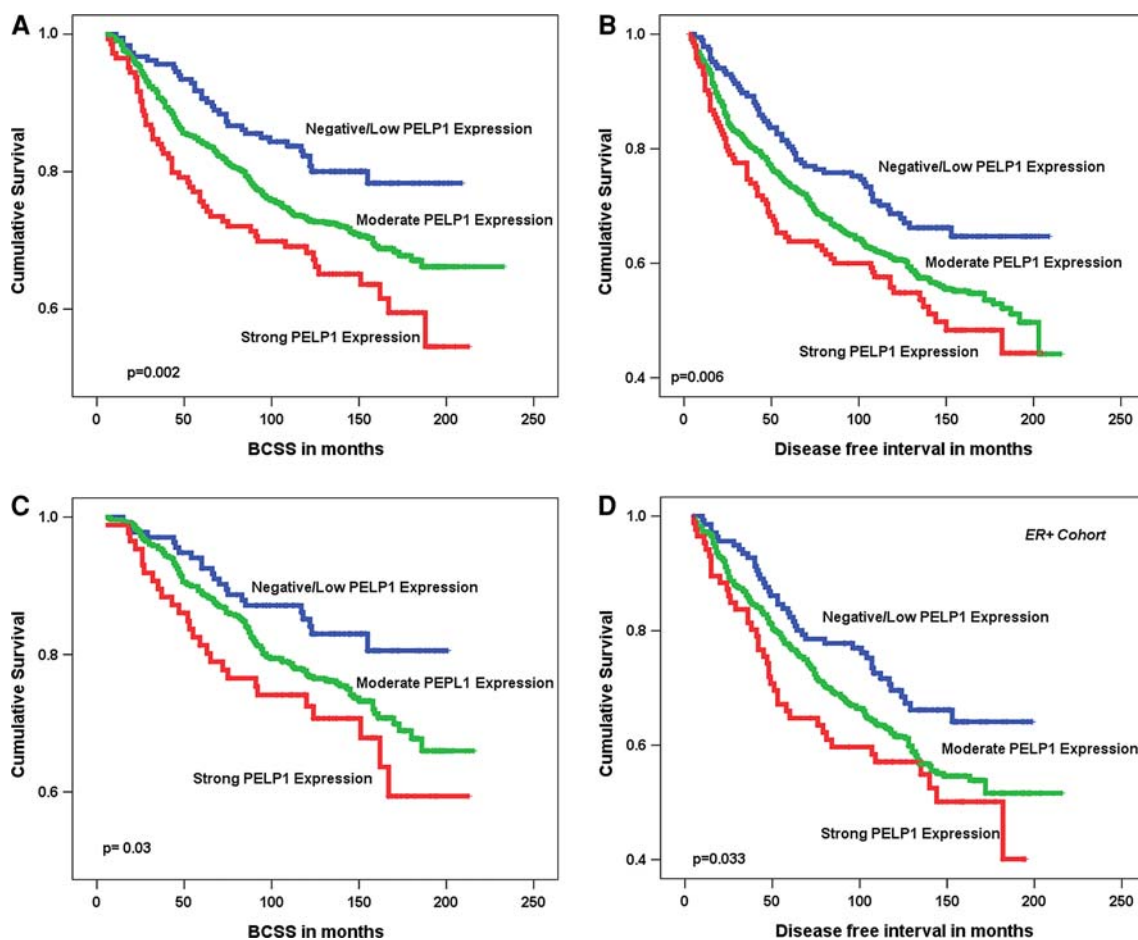 A
Cumulative Survival
1.0
0.8
0.6
Negative/Low PELP1 Expression
Moderate PELP1 Expression
Strong PELP1 Expression
p=0.002
0 50 100 150 200 250
BCSS in months
B
Cumulative Survival
1.0
0.8
0.6
0.4
Negative/Low PELP1 Expression
Moderate PELP1 Expression
Strong PELP1 Expression
p=0.006
0 50 100 150 200 250
Disease free interval in months
C
Cumulative Survival
1.0
0.8
0.6
Negative/Low PELP1 Expression
Moderate PEPL1 Expression
Strong PELP1 Expression
p= 0.03
0 50 100 150 200 250
BCSS in months
D
Cumulative Survival
1.0
0.8
0.6
0.4
ER+ Cohort
Negative/Low PELP1 Expression
Moderate PELP1 Expression
Strong PELP1 Expression
p=0.033
0 50 100 150 200 250
Disease free interval in months